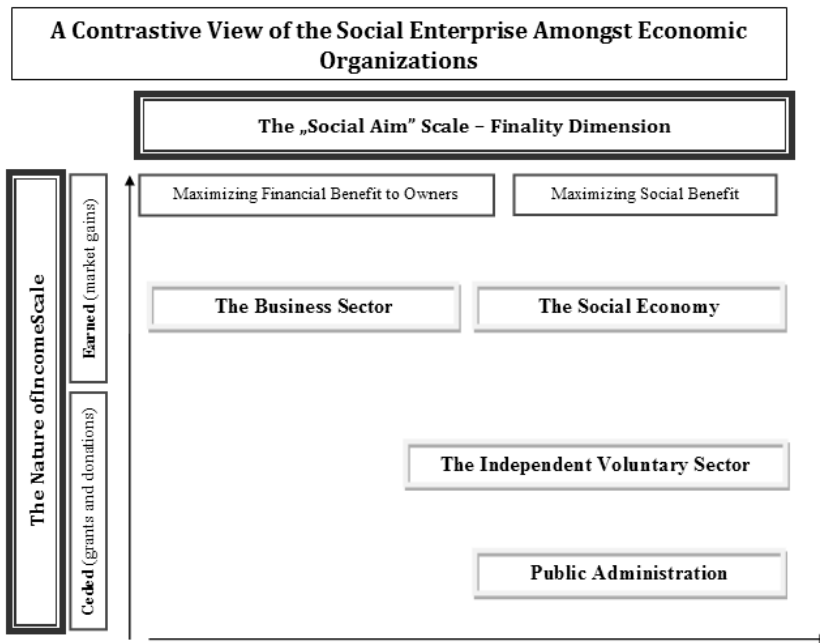 A Contrastive View of the Social Enterprise Amongst Economic
Organizations
The „Social Aim” Scale – Finality Dimension
The Nature ofIncomeScale
Earned (market gains)
Ceded (grants and donations)
Maximizing Financial Benefit to Owners
Maximizing Social Benefit
The Business Sector
The Social Economy
The Independent Voluntary Sector
Public Administration